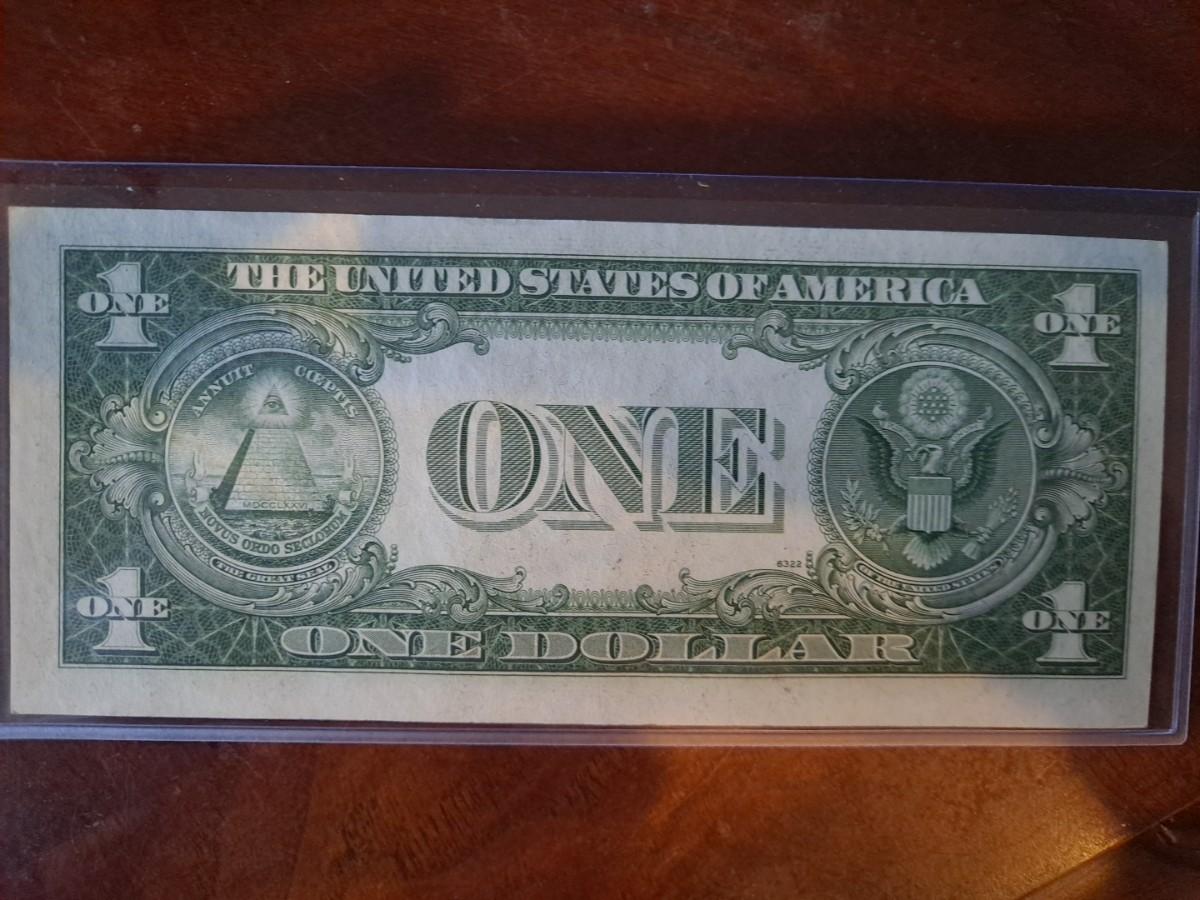 THE UNITED STATES OF AMERICA
1
ONE
1
ONE
ANNUIT CŒPTIS
MDCCLXXVI
NOVUS ORDO SECLORUM
THE GREAT SEAL
ONE
6322
OF THE UNITED STATES
1
ONE
1
ONE
ONE DOLLAR